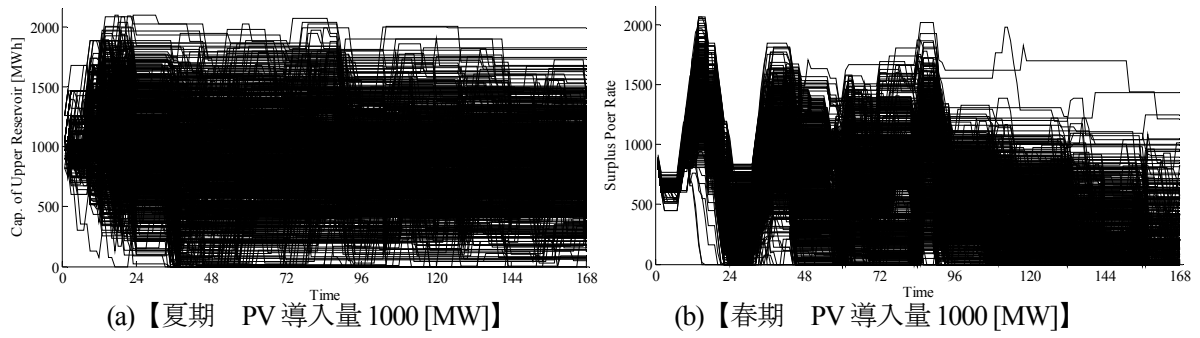 Cap. of Upper Reservoir [MWh]
2000
1500
1000
500
0
0 24 48 72 96 120 144 168
Time
(a)【夏期　PV 導入量 1000 [MW]】
Surplus Poer Rate
2000
1500
1000
500
0
0 24 48 72 96 120 144 168
Time
(b)【春期　PV 導入量 1000 [MW]】